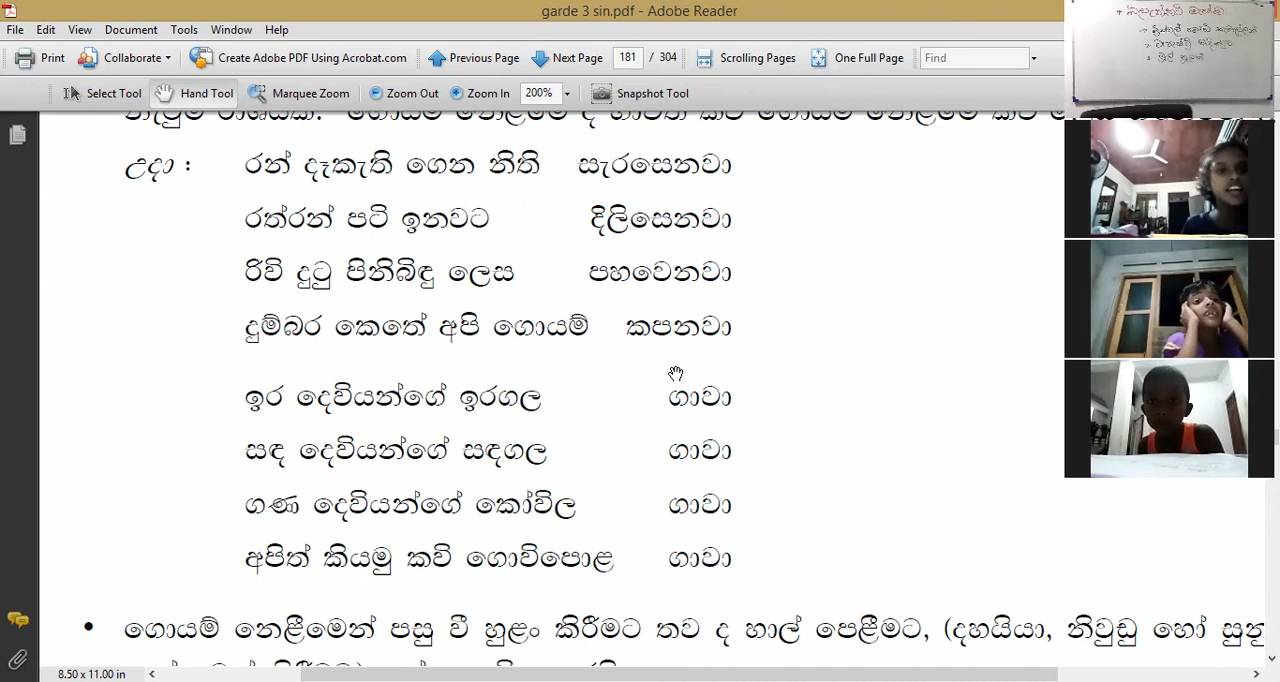 garde 3 sin.pdf - Adobe Reader
File Edit View Document Tools Window Help
Print Collaborate Create Adobe PDF Using Acrobat.com Previous Page Next Page 181 / 304 Scrolling Pages One Full Page Find
Select Tool Hand Tool Marquee Zoom Zoom Out Zoom In 200% Snapshot Tool
උදා :
රන් දෑකැති ගෙන නිති සැරසෙනවා
රත්රන් පටි ඉනවට දිලිසෙනවා
රිවි දුටු පිනිබිඳු ලෙස පහවෙනවා
දුම්බර කෙතේ අපි ගොයම් කපනවා
ඉර දෙවියන්ගේ ඉරගල ගාවා
සඳ දෙවියන්ගේ සඳගල ගාවා
ගණ දෙවියන්ගේ කෝවිල ගාවා
අපිත් කියමු කවි ගොවිපොළ ගාවා
• ගොයම් නෙළීමෙන් පසු වී හුළං කිරීමට තව ද හාල් පෙළීමට, (දහයියා, නිවුඩු හෝ
8.50 x 11.00 in